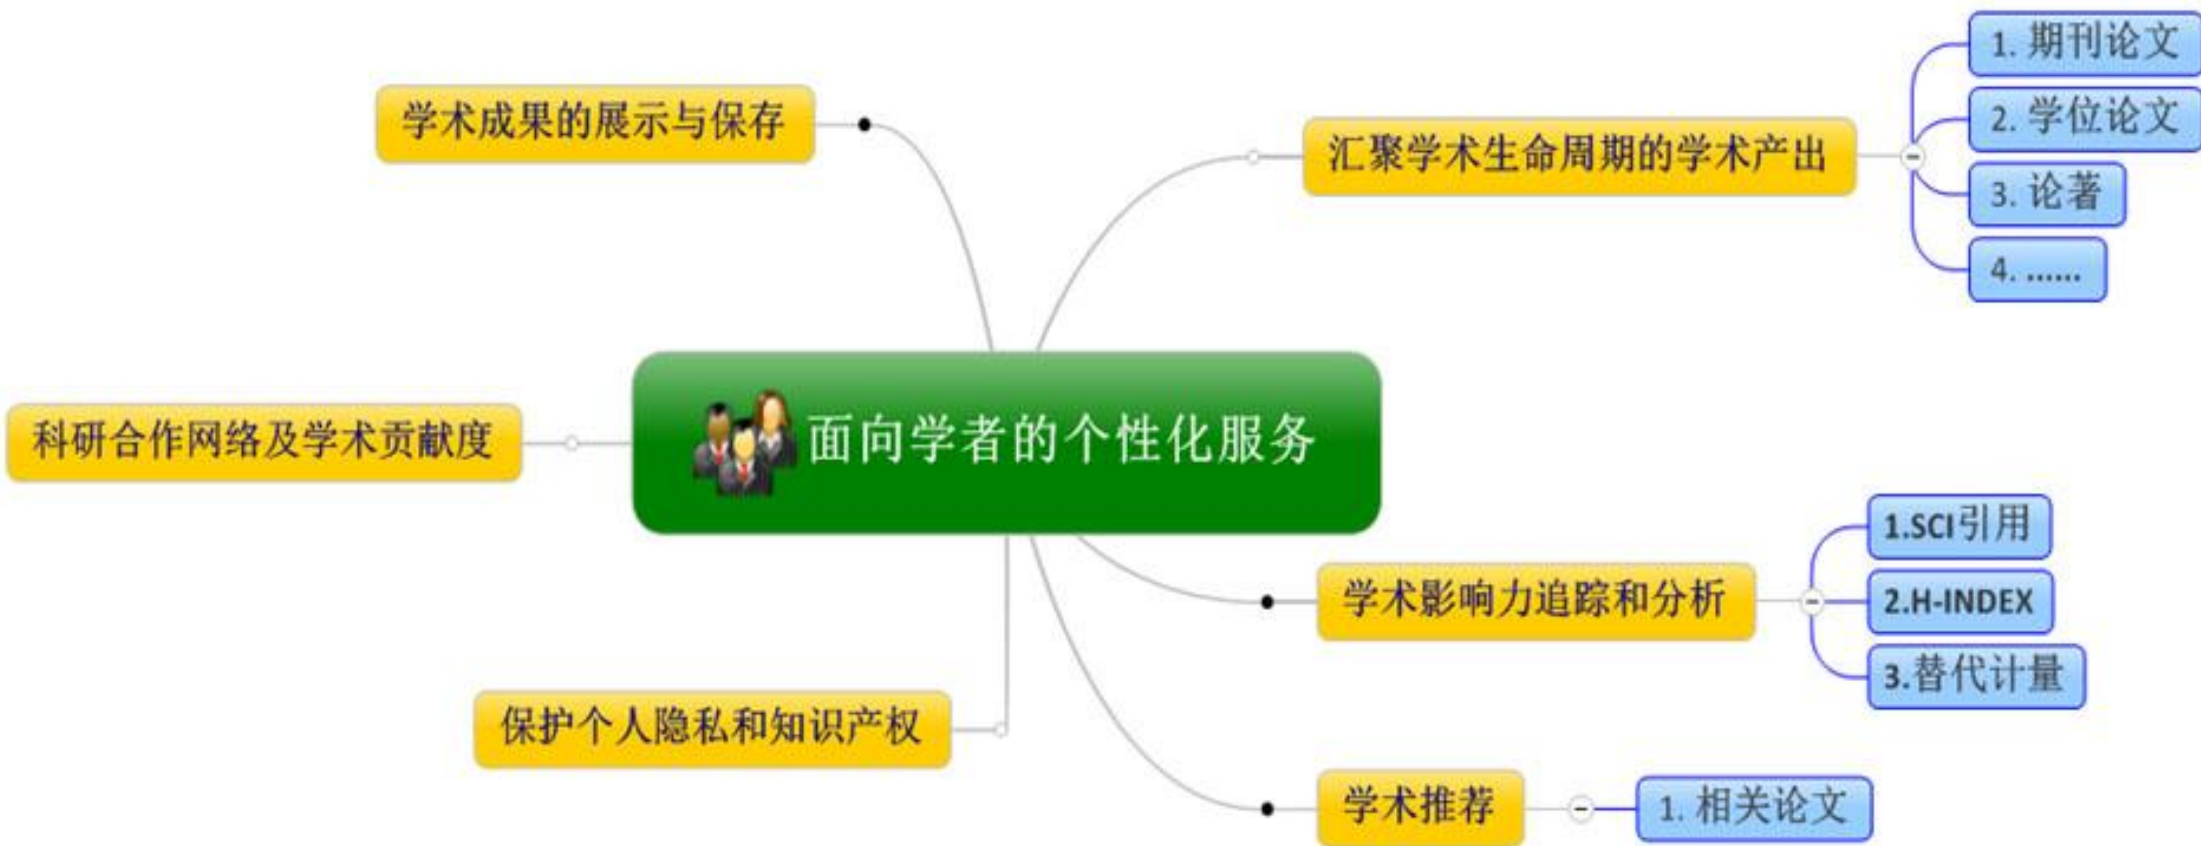 学术成果的展示与保存
汇聚学术生命周期的学术产出
1. 期刊论文
2. 学位论文
3. 论著
4. ......
科研合作网络及学术贡献度
面向学者的个性化服务
学术影响力追踪和分析
1.SCI引用
2.H-INDEX
3.替代计量
保护个人隐私和知识产权
学术推荐
1. 相关论文